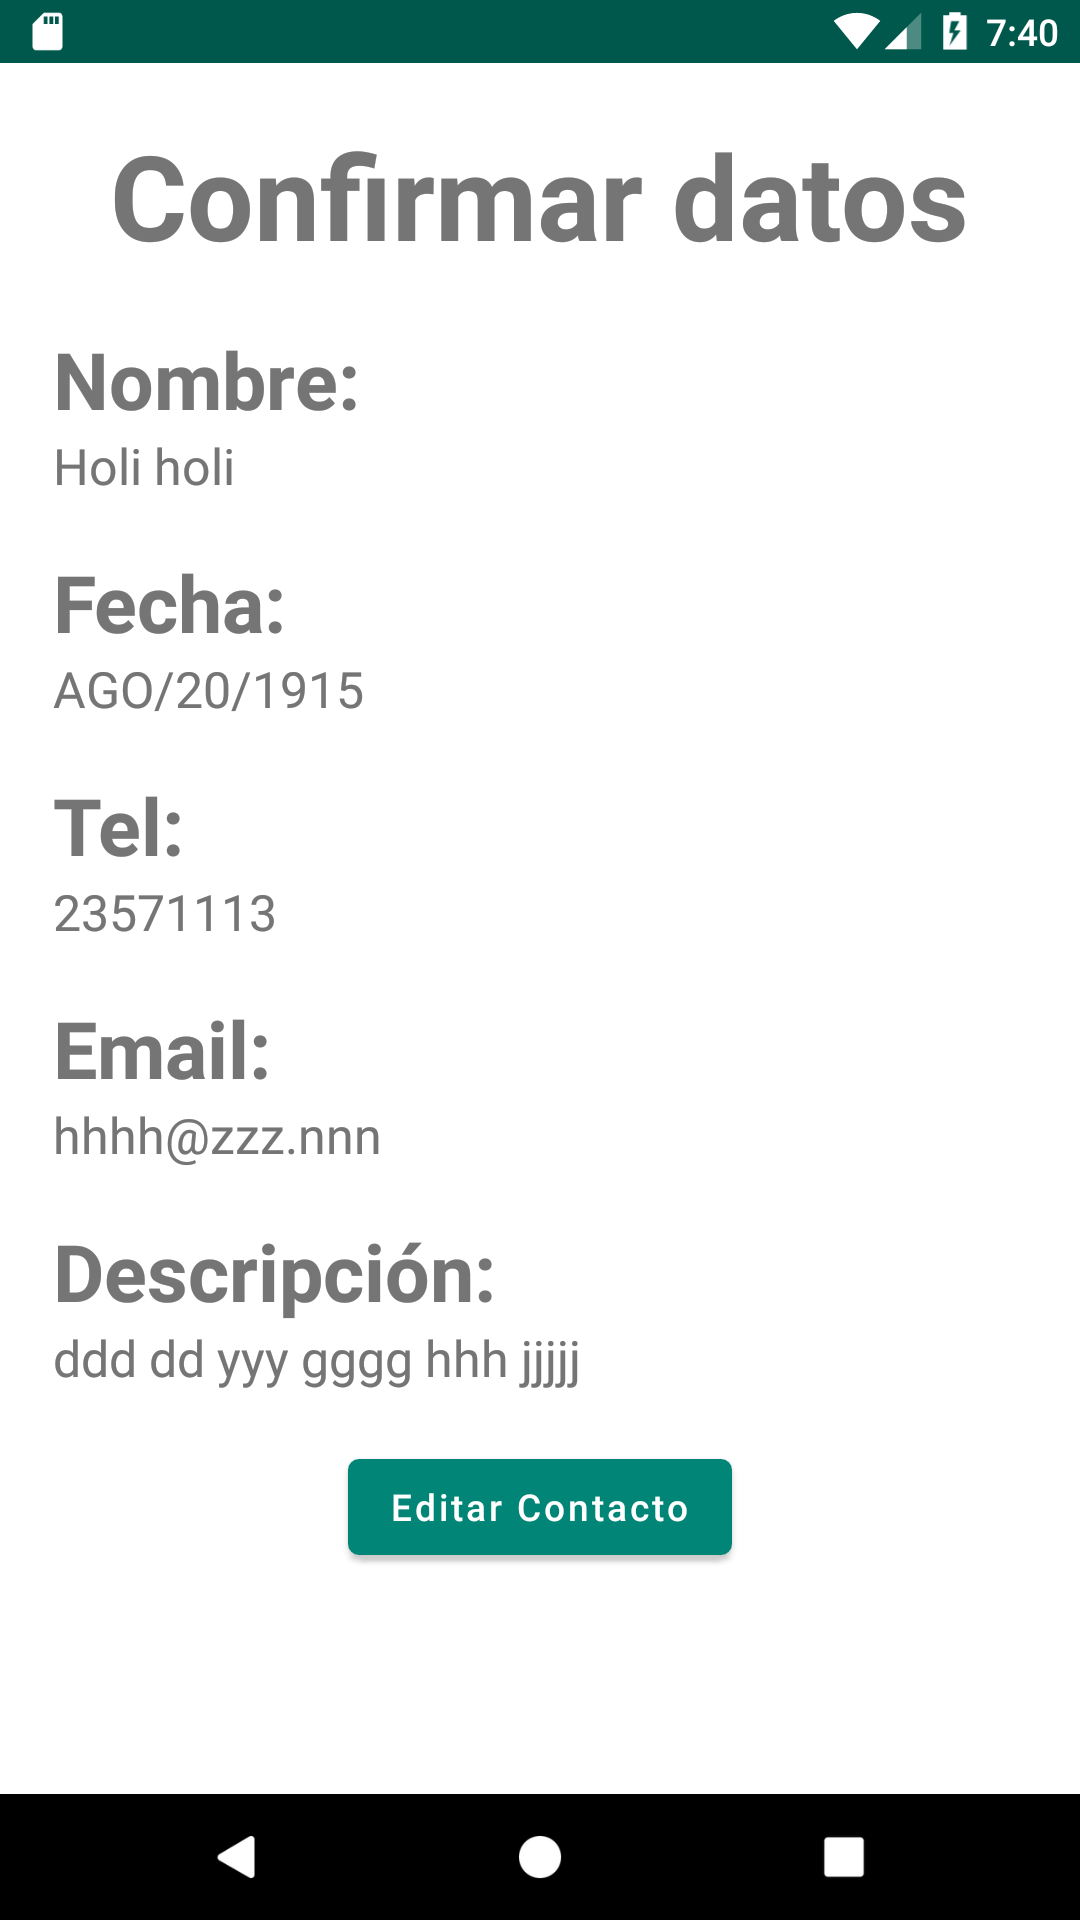 7:40
Confirmar datos
Nombre:
Holi holi
Fecha:
AGO/20/1915
Tel:
23571113
Email:
hhhh@zzz.nnn
Descripción:
ddd dd yyy gggg hhh jjjjj
Editar Contacto